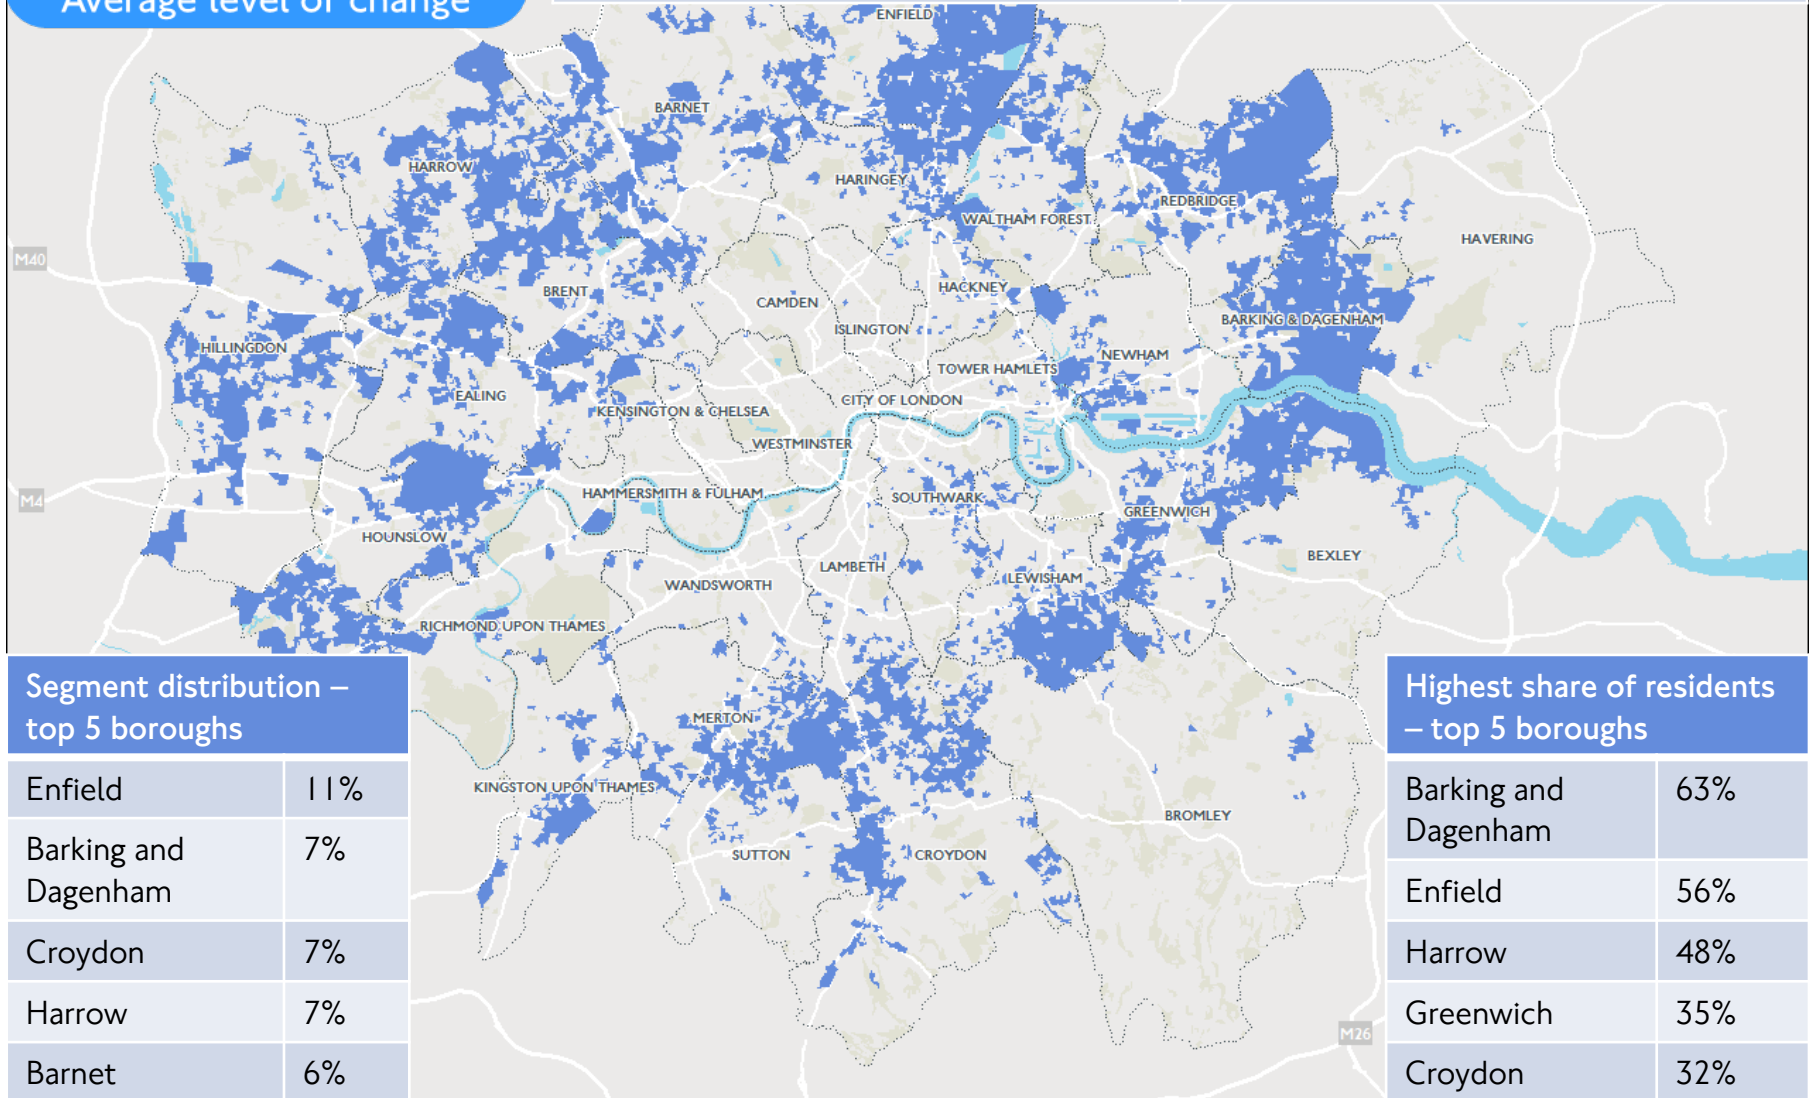 Average level of change
ENFIELD
BARNET
HARROW
HARINGEY
WALTHAM FOREST
REDBRIDGE
HAVERING
M40
BRENT
CAMDEN
HACKNEY
ISLINGTON
BARKING & DAGENHAM
HILLINGDON
NEWHAM
TOWER HAMLETS
EALING
CITY OF LONDON
KENSINGTON & CHELSEA
WESTMINSTER
M4
HAMMERSMITH & FULHAM
SOUTHWARK
GREENWICH
HOUNSLOW
BEXLEY
LAMBETH
LEWISHAM
WANDSWORTH
RICHMOND UPON THAMES
MERTON
KINGSTON UPON THAMES
BROMLEY
SUTTON
CROYDON
M26
Segment distribution –
top 5 boroughs
Enfield 11%
Barking and 7%
Dagenham
Croydon 7%
Harrow 7%
Barnet 6%
Highest share of residents
– top 5 boroughs
Barking and 63%
Dagenham
Enfield 56%
Harrow 48%
Greenwich 35%
Croydon 32%